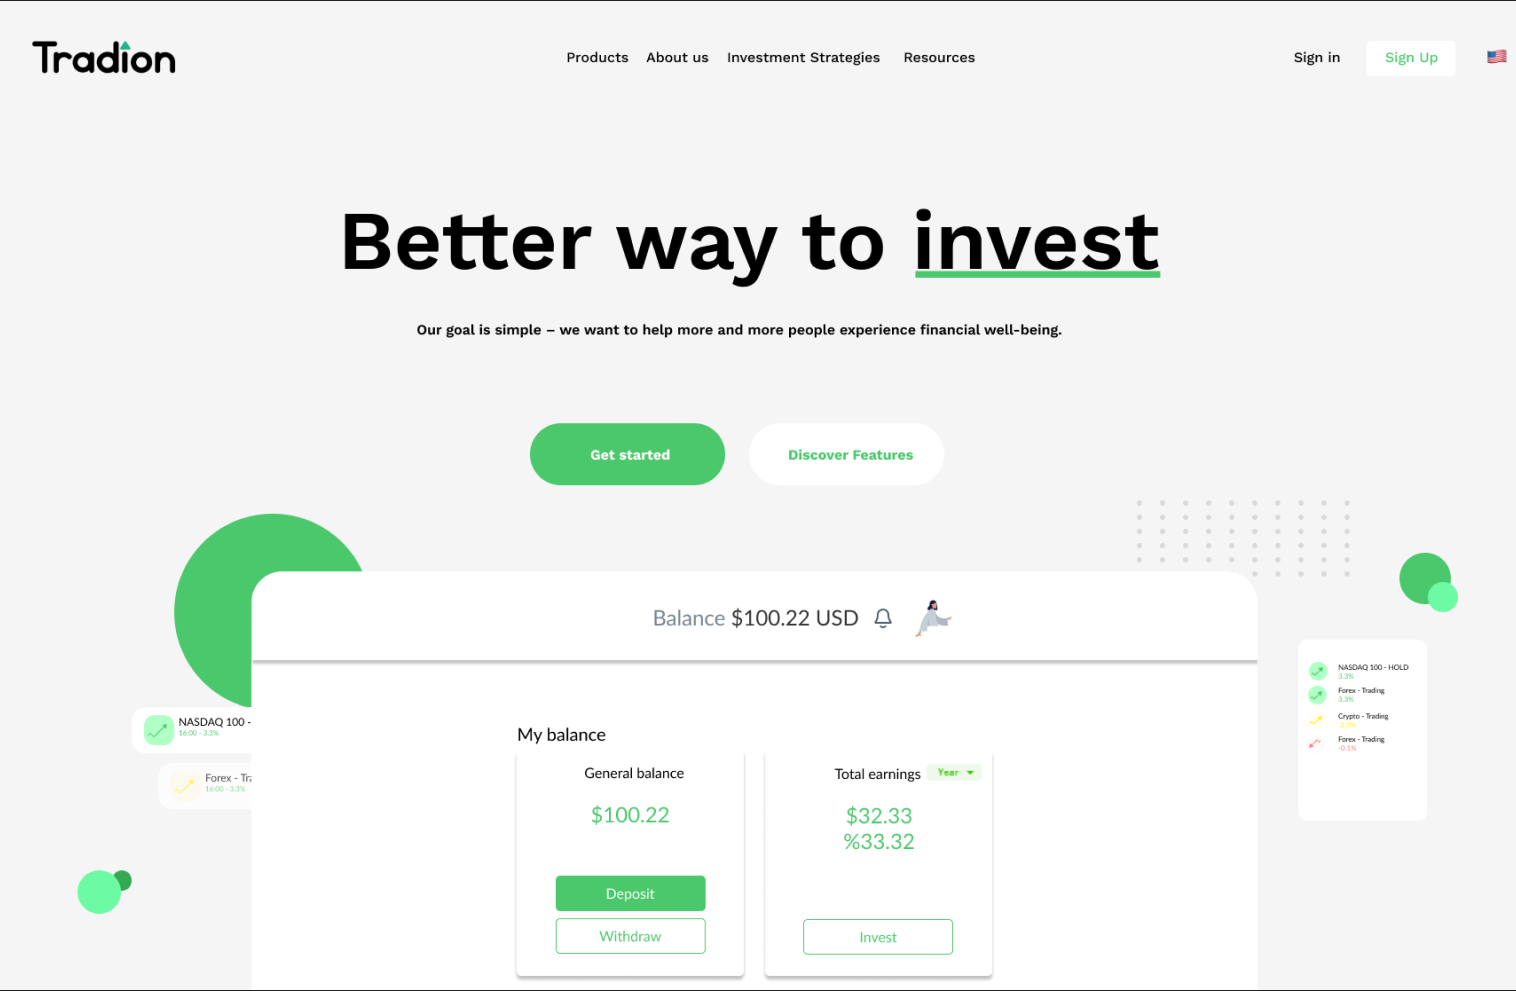 Tradion
Products About us Investment Strategies Resources
Sign in Sign Up
Better way to invest
Our goal is simple – we want to help more and more people experience financial well-being.
Get started Discover Features
Balance $100.22 USD
NASDAQ 100 - HOLD
3.3%
Forex - Trading
3.3%
Crypto - Trading
Forex - Trading
-0.1%
NASDAQ 100 -
16:00 - 3.3%
Forex - Tra
16:00 - 3.3%
My balance
General balance
$100.22
Deposit
Withdraw
Total earnings Year
$32.33
%33.32
Invest